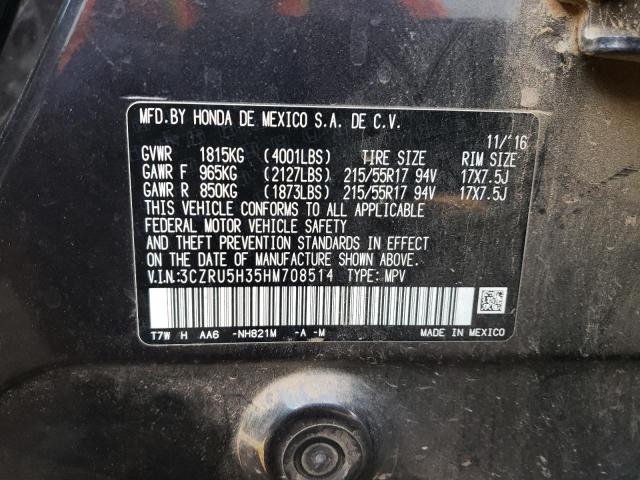 MFD.BY HONDA DE MEXICO S.A. DE C.V.
11/'16
GVWR 1815KG (4001LBS) TIRE SIZE RIM SIZE
GAWR F 965KG (2127LBS) 215/55R17 94V 17X7.5J
GAWR R 850KG (1873LBS) 215/55R17 94V 17X7.5J
THIS VEHICLE CONFORMS TO ALL APPLICABLE
FEDERAL MOTOR VEHICLE SAFETY
AND THEFT PREVENTION STANDARDS IN EFFECT
ON THE DATE OF MANUFACTURE SHOWN ABOVE.
V.I.N.:3CZRU5H35HM708514 TYPE: MPV
T7W H AA6 -NH821M -A -M MADE IN MEXICO